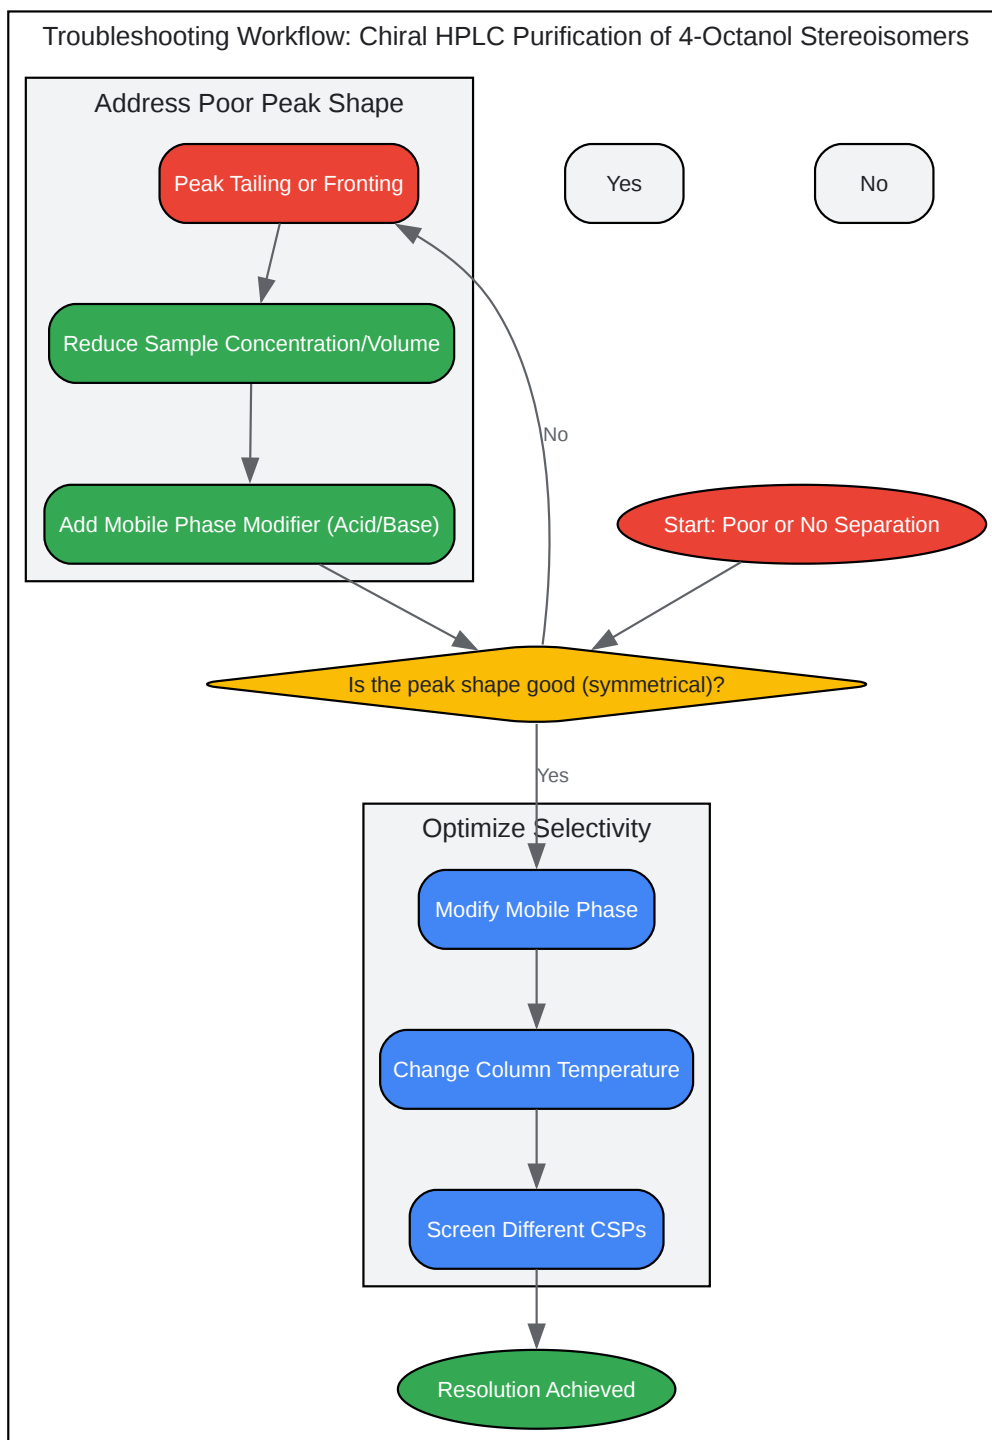 Troubleshooting Workflow: Chiral HPLC Purification of 4-Octanol Stereoisomers
Address Poor Peak Shape
Peak Tailing or Fronting
Yes
No
Reduce Sample Concentration/Volume
No
Add Mobile Phase Modifier (Acid/Base)
Start: Poor or No Separation
Is the peak shape good (symmetrical)?
Yes
Optimize Selectivity
Modify Mobile Phase
Change Column Temperature
Screen Different CSPs
Resolution Achieved